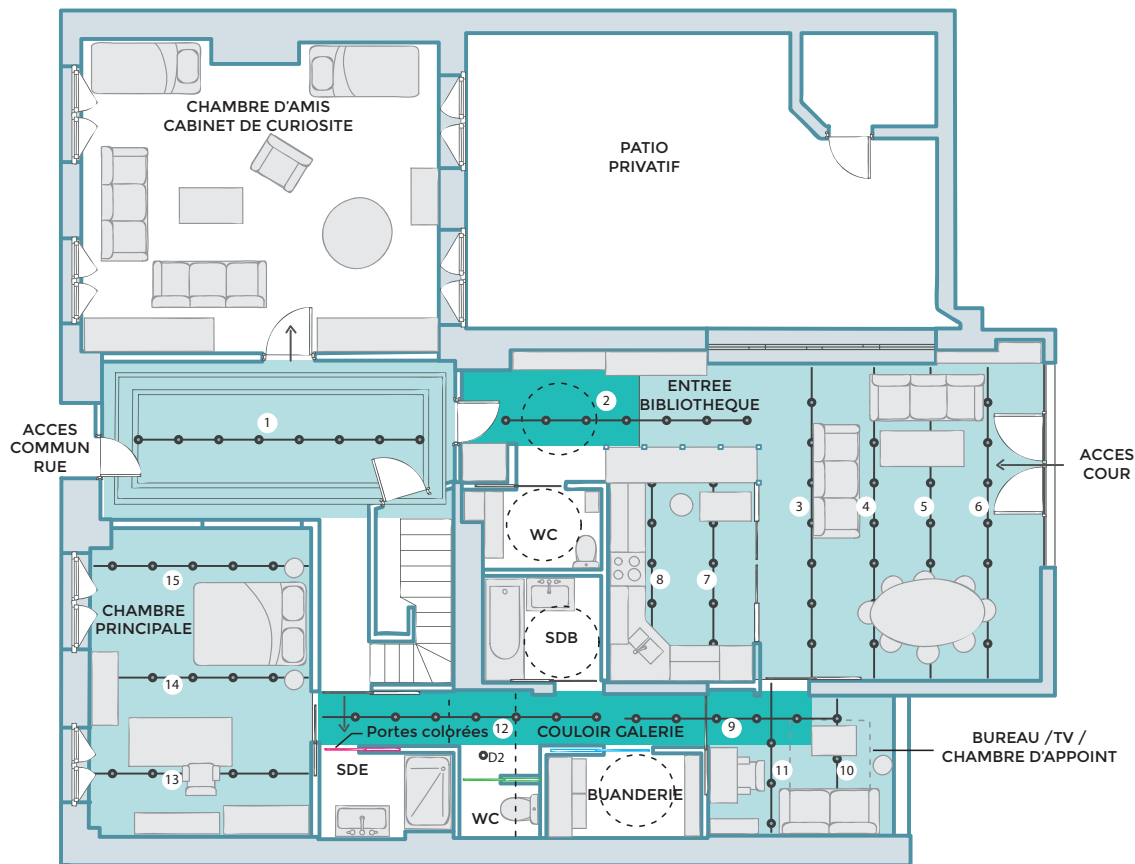 CHAMBRE D'AMIS
CABINET DE CURIOSITE
PATIO
PRIVATIF
1
2
ENTREE
BIBLIOTHEQUE
ACCES
COMMUN
RUE
ACCES
COUR
3
4
5
6
WC
8
7
15
CHAMBRE
PRINCIPALE
SDB
14
12
9
Portes colorées
COULOIR GALERIE
BUREAU /TV /
CHAMBRE D'APPOINT
D2
13
SDE
11
10
BUANDERIE
WC